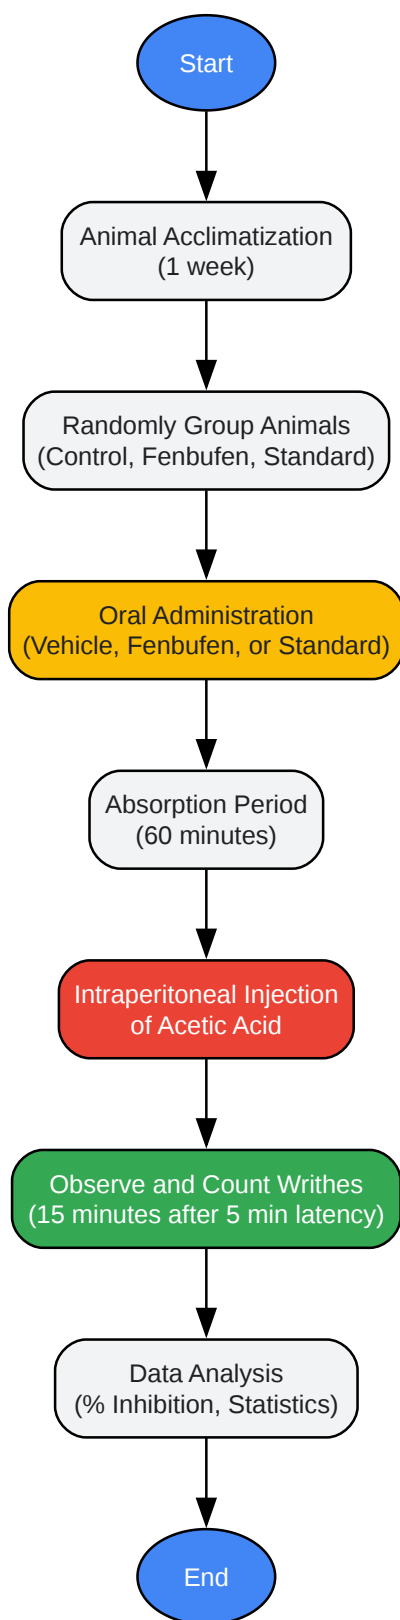 Start
Animal Acclimatization
(1 week)
Randomly Group Animals
(Control, Fenbufen, Standard)
Oral Administration
(Vehicle, Fenbufen, or Standard)
Absorption Period
(60 minutes)
Intraperitoneal Injection
of Acetic Acid
Observe and Count Writhes
(15 minutes after 5 min latency)
Data Analysis
(% Inhibition, Statistics)
End